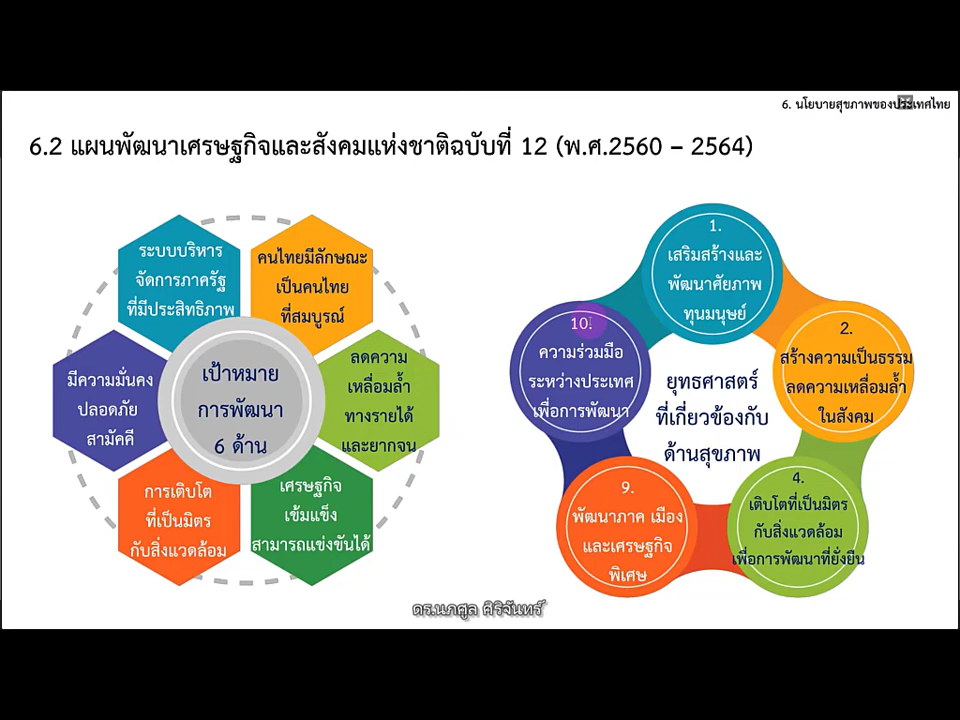 6. นโยบายสุขภาพของประเทศไทย
6.2 แผนพัฒนาเศรษฐกิจและสังคมแห่งชาติฉบับที่ 12 (พ.ศ.2560 – 2564)
ระบบบริหาร
จัดการภาครัฐ
ที่มีประสิทธิภาพ
คนไทยมีลักษณะ
เป็นคนไทย
ที่สมบูรณ์
มีความมั่นคง
ปลอดภัย
สามัคคี
เป้าหมาย
การพัฒนา
6 ด้าน
ลดความ
เหลื่อมล้ำ
ทางรายได้
และยากจน
การเติบโต
ที่เป็นมิตร
กับสิ่งแวดล้อม
เศรษฐกิจ
เข้มแข็ง
สามารถแข่งขันได้
1.
เสริมสร้างและ
พัฒนาศัยภาพ
ทุนมนุษย์
10.
ความร่วมมือ
ระหว่างประเทศ
เพื่อการพัฒนา
ยุทธศาสตร์
ที่เกี่ยวข้องกับ
ด้านสุขภาพ
2.
สร้างความเป็นธรรม
ลดความเหลื่อมล้ำ
ในสังคม
9.
พัฒนาภาค เมือง
และเศรษฐกิจ
พิเศษ
4.
เติบโตที่เป็นมิตร
กับสิ่งแวดล้อม
เพื่อการพัฒนาที่ยั่งยืน
ดร.นภศูล ศิริจันทร์